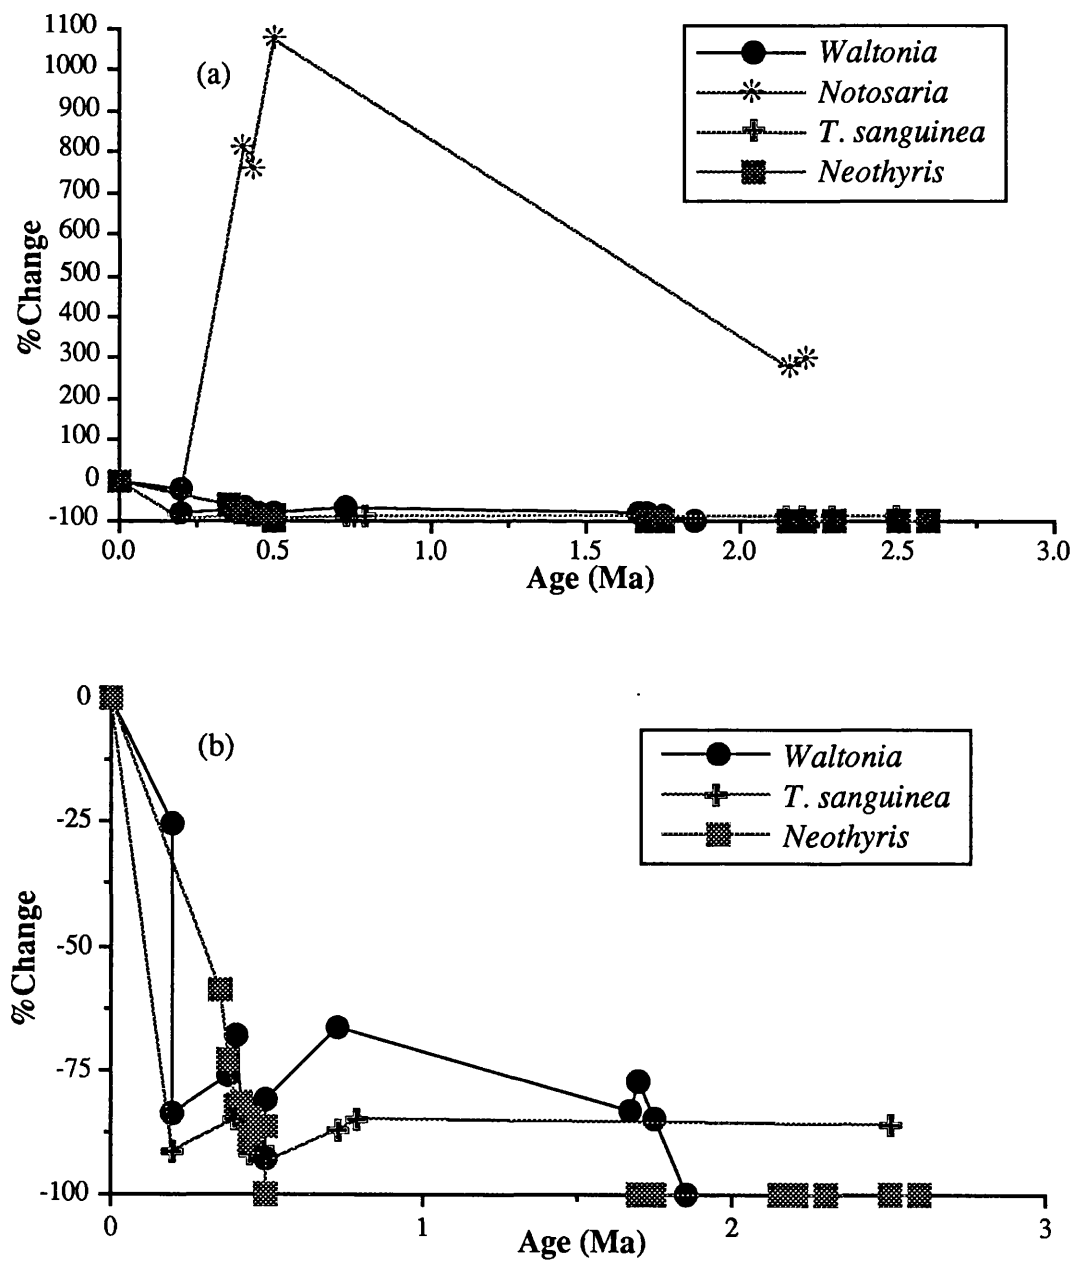 1100
1000
900
800
700
600
500
400
300
200
100
0
-100
%Change
(a)
Waltonia
Notosaria
T. sanguinea
Neothyris
0.0 0.5 1.0 1.5 2.0 2.5 3.0
Age (Ma)
0
-25
-50
-75
-100
%Change
(b)
Waltonia
T. sanguinea
Neothyris
0 1 2 3
Age (Ma)